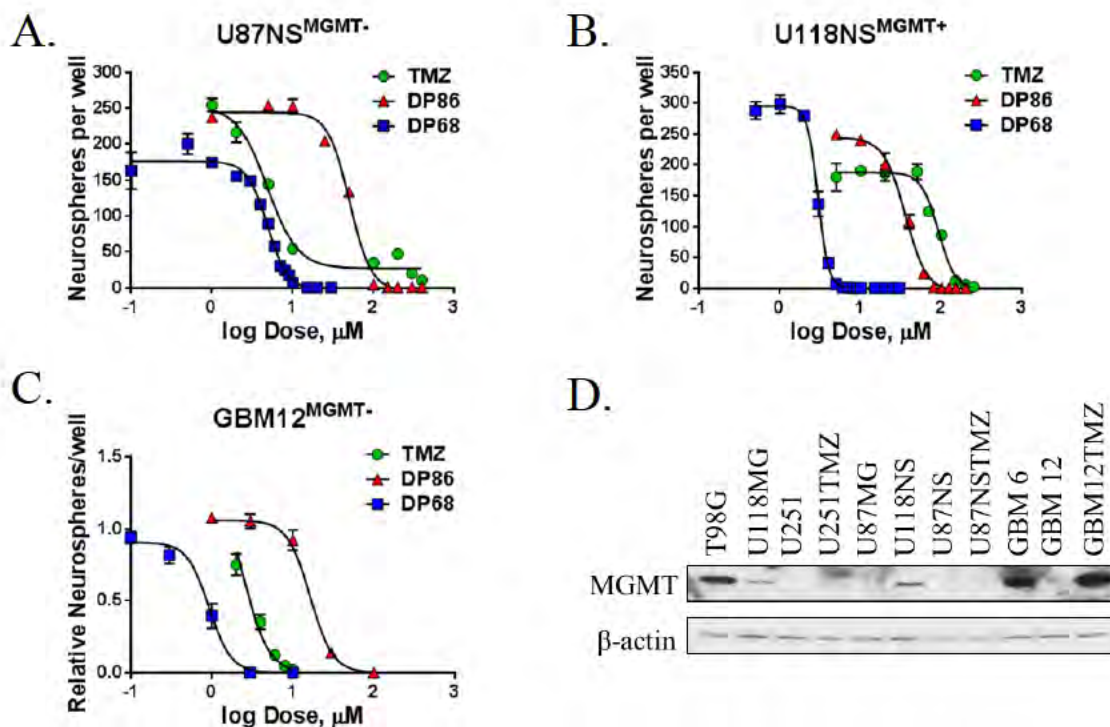 A.
U87NS^MGMT-
TMZ
DP86
DP68
Neurospheres per well
300
250
200
150
100
50
0
-1 0 1 2 3
log Dose, μM
B.
U118NS^MGMT+
TMZ
DP86
DP68
Neurospheres per well
350
300
250
200
150
100
50
0
-1 0 1 2 3
log Dose, μM
C.
GBM12^MGMT-
TMZ
DP86
DP68
Relative Neurospheres/well
1.5
1.0
0.5
0.0
-1 0 1 2 3
log Dose, μM
D.
T98G
U118MG
U251
U251TMZ
U87MG
U118NS
U87NS
U87NSTMZ
GBM 6
GBM 12
GBM12TMZ
MGMT
β-actin